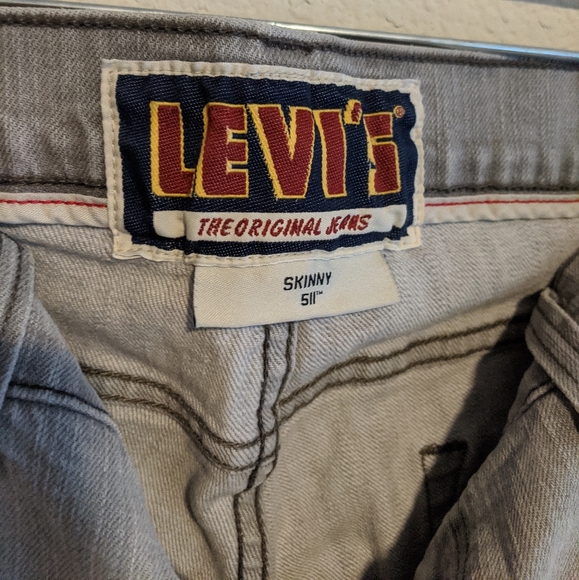 LEVI'S®
THE ORIGINAL JEANS
SKINNY
511™